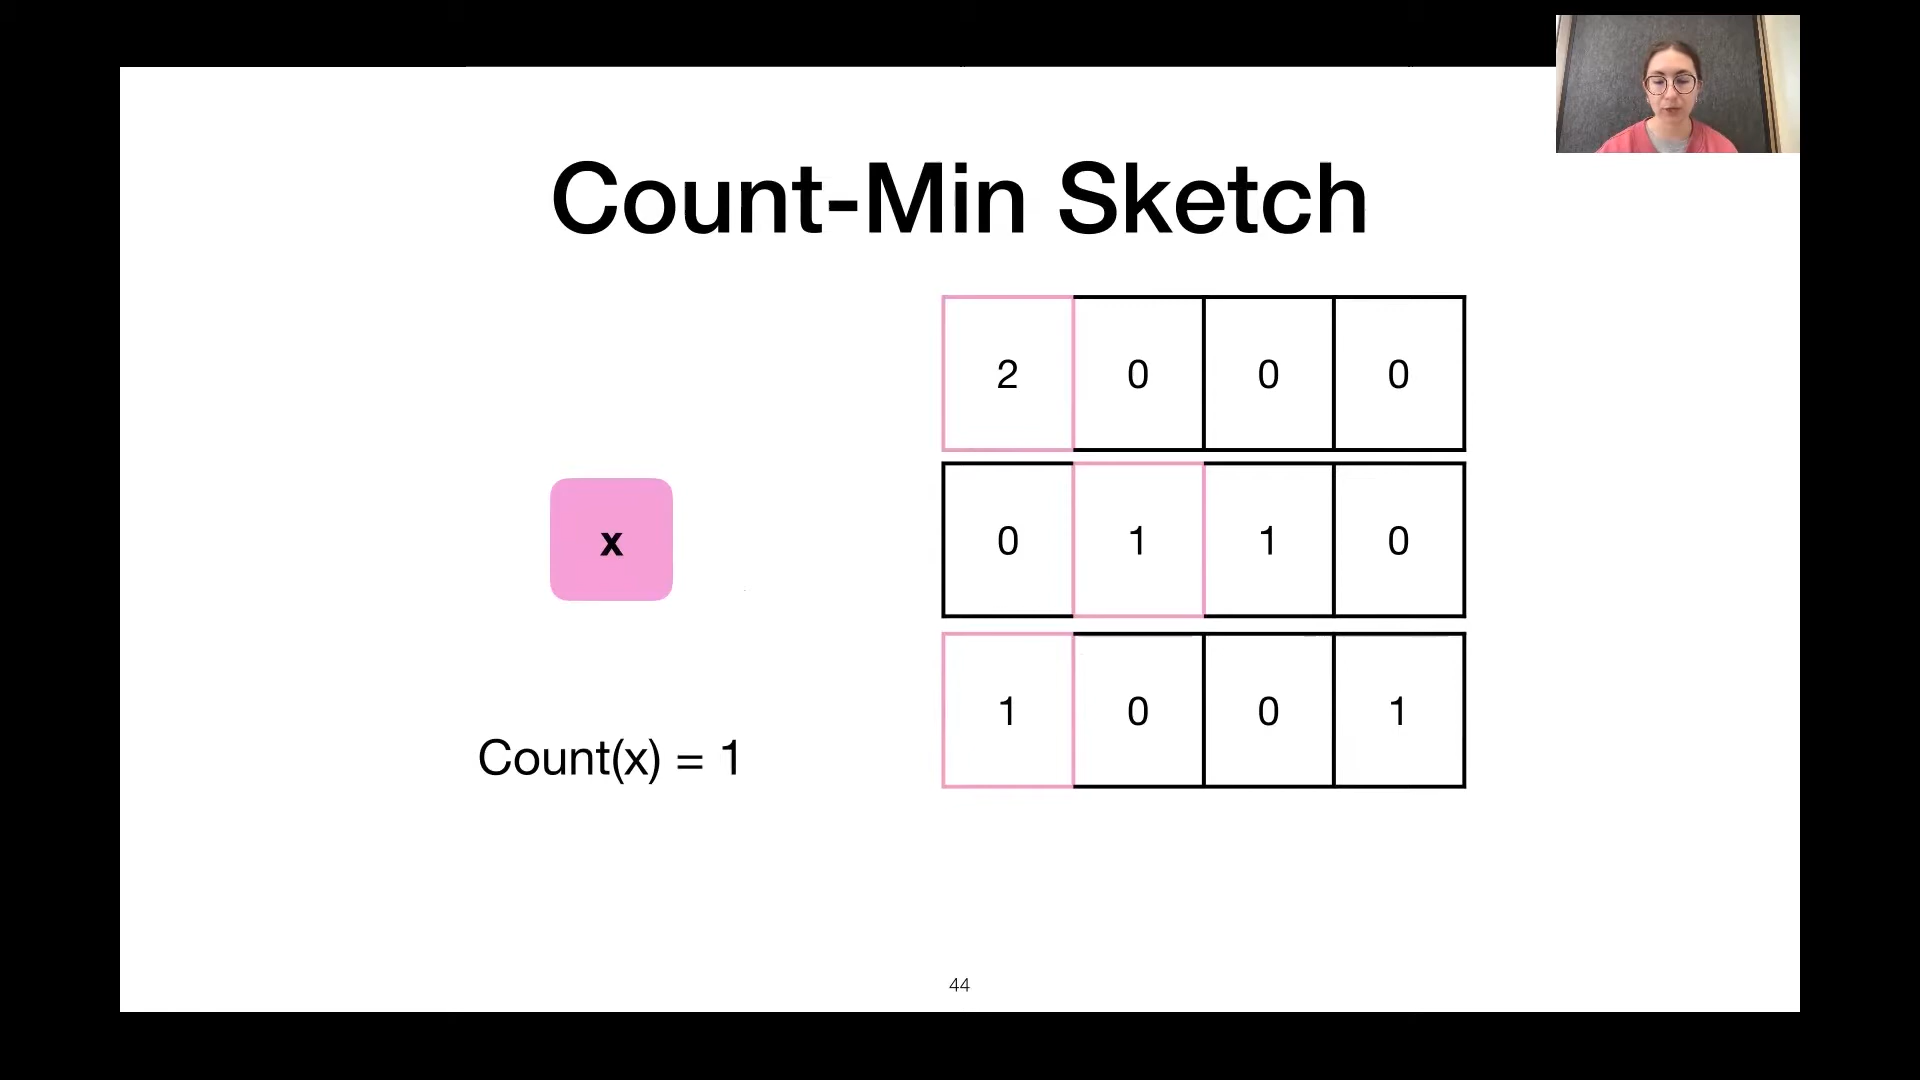 Count-Min Sketch
2 0 0 0
x
0 1 1 0
1 0 0 1
Count(x) = 1
44